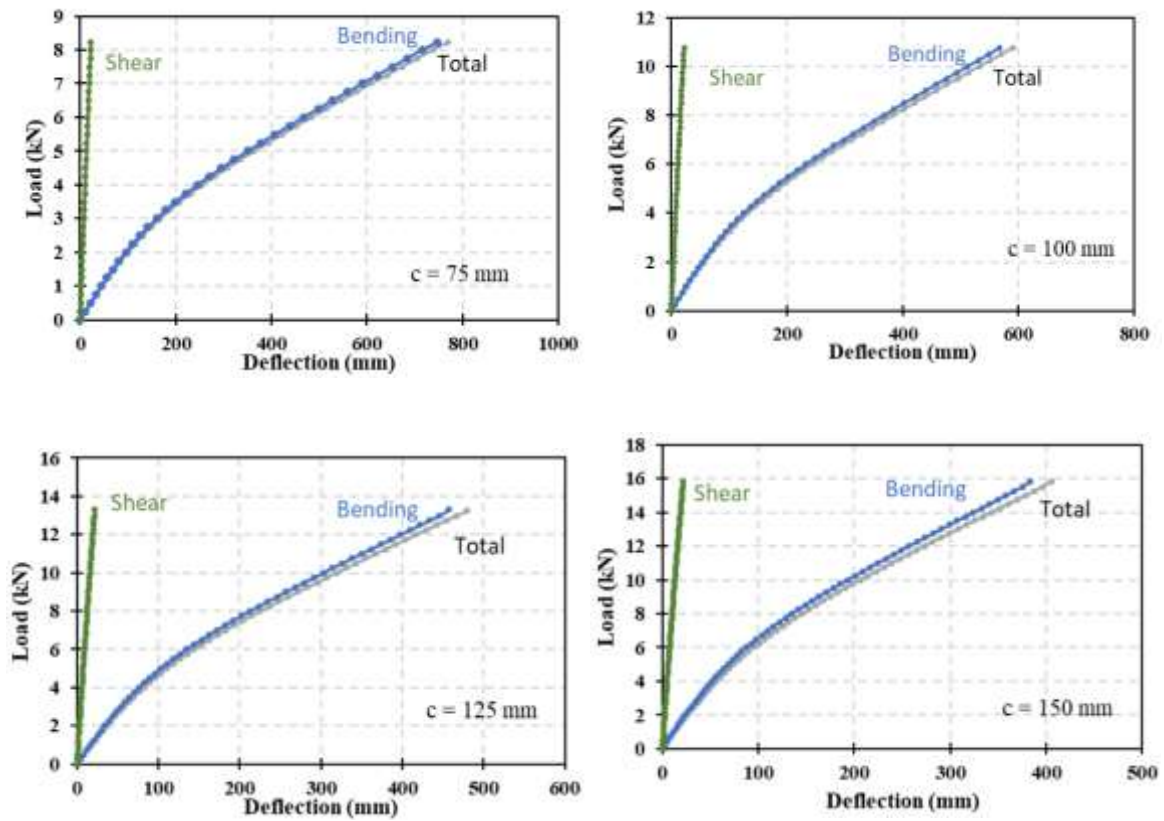 9
8
7
6
5
4
3
2
1
0
Shear
Bending
Total
c = 75 mm
Load (kN)
0 200 400 600 800 1000
Deflection (mm)
12
10
8
6
4
2
0
Shear
Bending
Total
c = 100 mm
Load (kN)
0 200 400 600 800
Deflection (mm)
16
14
12
10
8
6
4
2
0
Shear
Bending
Total
c = 125 mm
Load (kN)
0 100 200 300 400 500 600
Deflection (mm)
18
16
14
12
10
8
6
4
2
0
Shear
Bending
Total
c = 150 mm
Load (kN)
0 100 200 300 400 500
Deflection (mm)